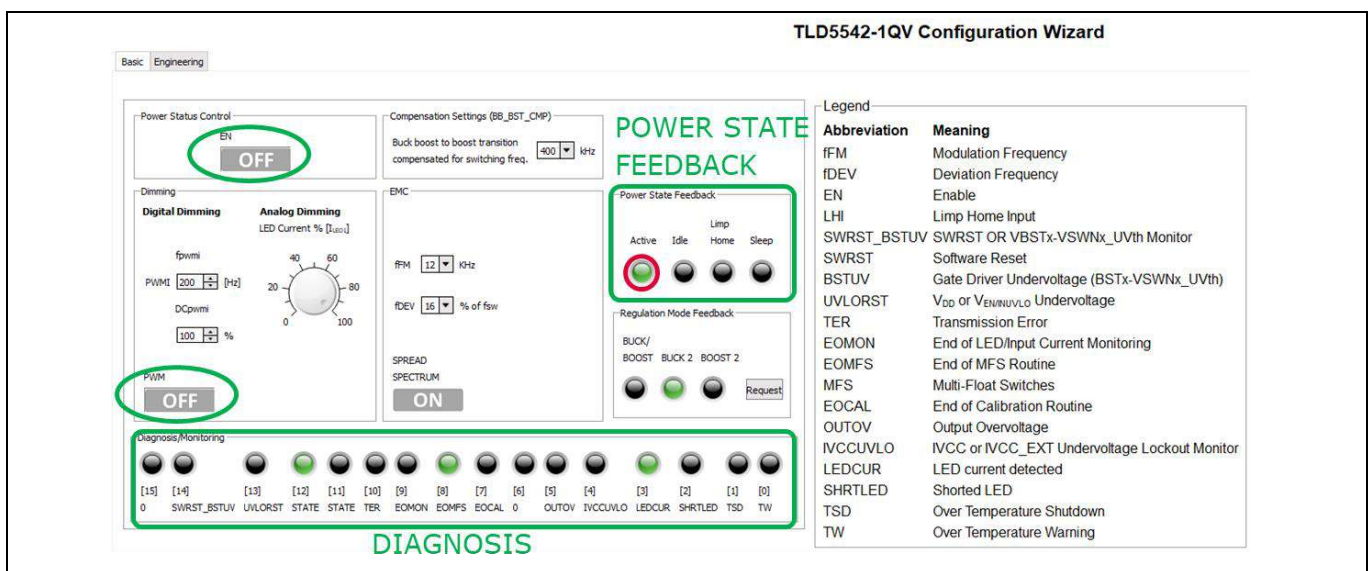 TLD5542-1QV Configuration Wizard
Basic Engineering
Power Status Control
EN
OFF
Compensation Settings (BB_BST_CMP)
Buck boost to boost transition
compensated for switching freq. 400 kHz
POWER STATE
FEEDBACK
Dimming
Digital Dimming Analog Dimming
LED Current % [ILED1]
fpwmi
PWMI 200 [Hz]
DCpwmi
100 %
0 20 40 60 80 100
PWM
OFF
EMC
fFM 12 KHz
fDEV 16 % of fsw
SPREAD
SPECTRUM
ON
Power State Feedback
Active Idle Limp Home Sleep
Regulation Mode Feedback
BUCK/
BOOST BUCK 2 BOOST 2
Request
Diagnosis/Monitoring
[15] [14] [13] [12] [11] [10] [9] [8] [7] [6] [5] [4] [3] [2] [1] [0]
0 SWRST_BSTUV UVLORST STATE STATE TER EOMON EOMFS EOCAL 0 OUTOV IVCCUVLO LEDCUR SHRTLED TSD TW
DIAGNOSIS
Legend
Abbreviation Meaning
fFM Modulation Frequency
fDEV Deviation Frequency
EN Enable
LHI Limp Home Input
SWRST_BSTUV SWRST OR VBSTx-VSWNx_UVth Monitor
SWRST Software Reset
BSTUV Gate Driver Undervoltage (BSTx-VSWNx_UVth)
UVLORST VDD or VEN/INUVLO Undervoltage
TER Transmission Error
EOMON End of LED/Input Current Monitoring
EOMFS End of MFS Routine
MFS Multi-Float Switches
EOCAL End of Calibration Routine
OUTOV Output Overvoltage
IVCCUVLO IVCC or IVCC_EXT Undervoltage Lockout Monitor
LEDCUR LED current detected
SHRTLED Shorted LED
TSD Over Temperature Shutdown
TW Over Temperature Warning